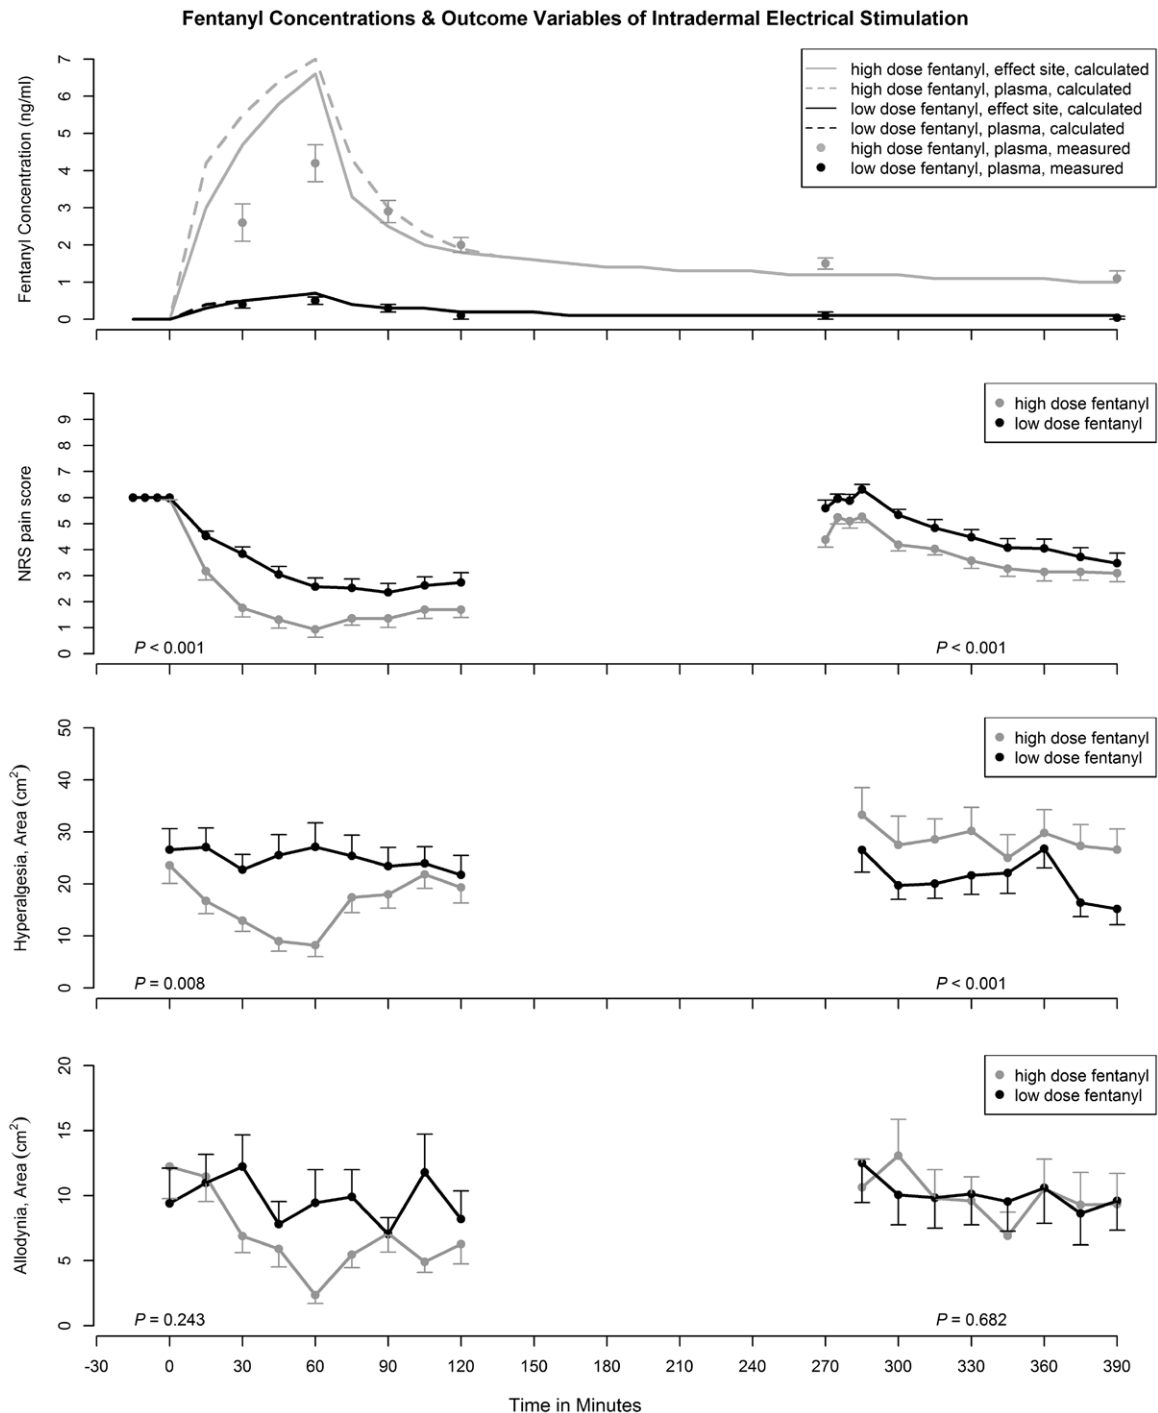 Fentanyl Concentrations & Outcome Variables of Intradermal Electrical Stimulation
Fentanyl Concentration (ng/ml)
7
6
5
4
3
2
1
0
high dose fentanyl, effect site, calculated
high dose fentanyl, plasma, calculated
low dose fentanyl, effect site, calculated
low dose fentanyl, plasma, calculated
high dose fentanyl, plasma, measured
low dose fentanyl, plasma, measured
NRS pain score
9
8
7
6
5
4
3
2
1
0
high dose fentanyl
low dose fentanyl
P < 0.001
P < 0.001
Hyperalgesia, Area (cm²)
50
40
30
20
10
0
high dose fentanyl
low dose fentanyl
P = 0.008
P < 0.001
Allodynia, Area (cm²)
20
15
10
5
0
high dose fentanyl
low dose fentanyl
P = 0.243
P = 0.682
-30 0 30 60 90 120 150 180 210 240 270 300 330 360 390
Time in Minutes